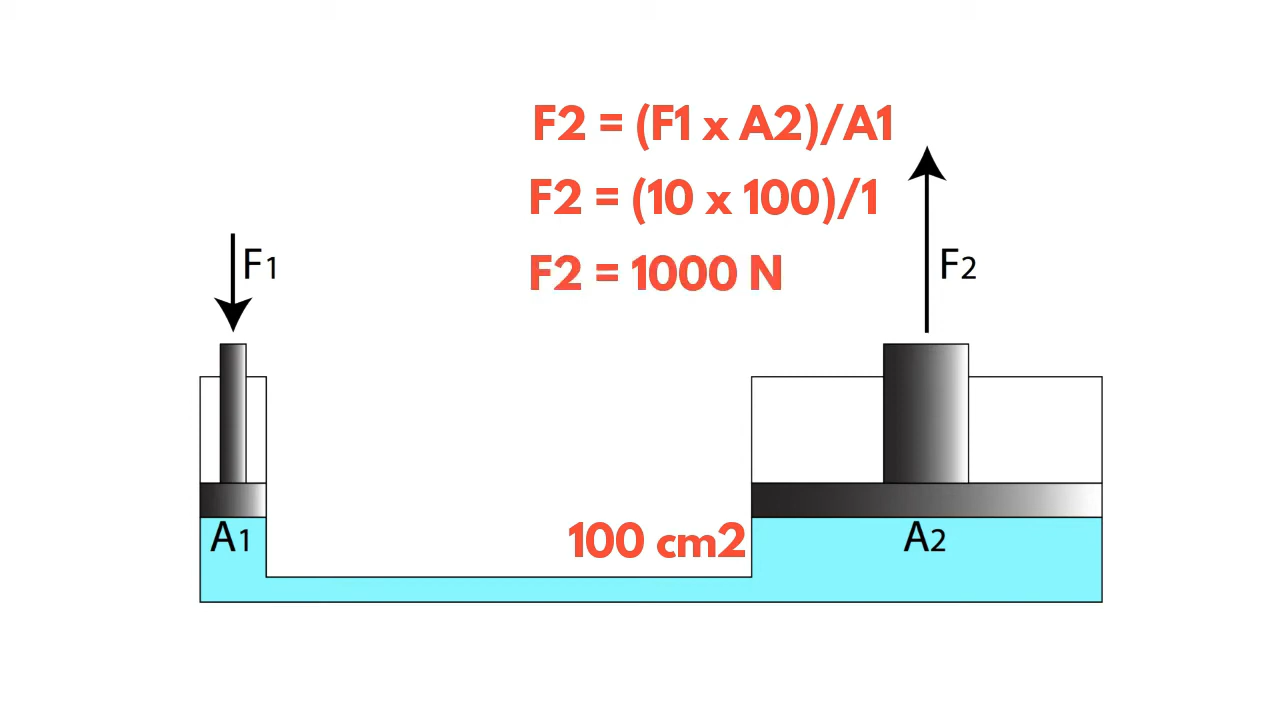 F2 = (F1 x A2)/A1
F2 = (10 x 100)/1
F1
F2
F2 = 1000 N
100 cm2
A1
A2